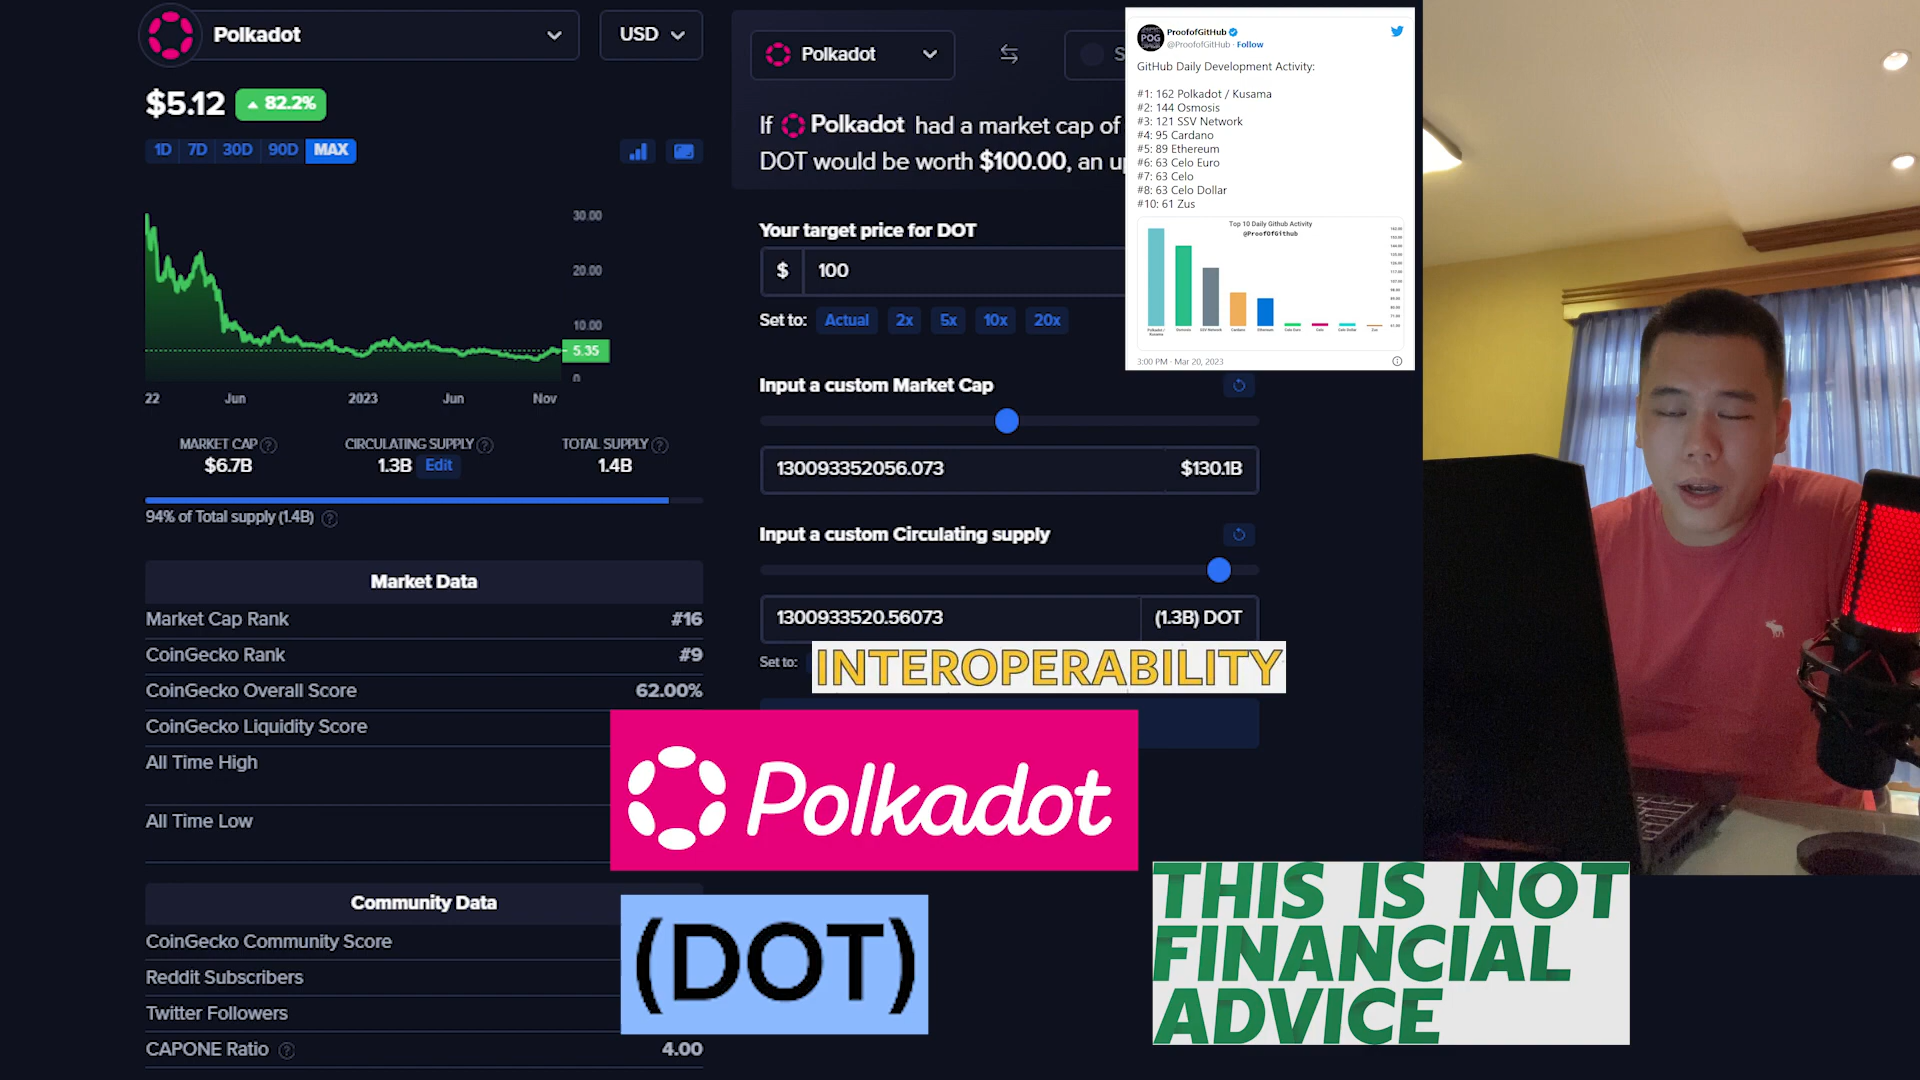 Polkadot
USD
$5.12
82.2%
1D
7D
30D
90D
MAX
30.00
20.00
10.00
5.35
0
22
Jun
2023
Jun
Nov
MARKET CAP
CIRCULATING SUPPLY
TOTAL SUPPLY
$6.7B
1.3B
Edit
1.4B
94% of Total supply (1.4B)
Market Data
Market Cap Rank
#16
CoinGecko Rank
#9
CoinGecko Overall Score
62.00%
CoinGecko Liquidity Score
All Time High
All Time Low
Community Data
CoinGecko Community Score
Reddit Subscribers
Twitter Followers
CAPONE Ratio
4.00
Polkadot
S
If Polkadot had a market cap of
DOT would be worth $100.00, an up
Your target price for DOT
$
100
Set to:
Actual
2x
5x
10x
20x
Input a custom Market Cap
130093352056.073
$130.1B
Input a custom Circulating supply
1300933520.56073
(1.3B) DOT
Set to:
INTEROPERABILITY
Polkadot
(DOT)
THIS IS NOT
FINANCIAL
ADVICE
POG
ProofofGitHub
@ProofofGitHub · Follow
GitHub Daily Development Activity:
#1: 162 Polkadot / Kusama
#2: 144 Osmosis
#3: 121 SSV Network
#4: 95 Cardano
#5: 89 Ethereum
#6: 63 Celo Euro
#7: 63 Celo
#8: 63 Celo Dollar
#10: 61 Zus
Top 10 Daily Github Activity
@ProofOfGithub
3:00 PM · Mar 20, 2023